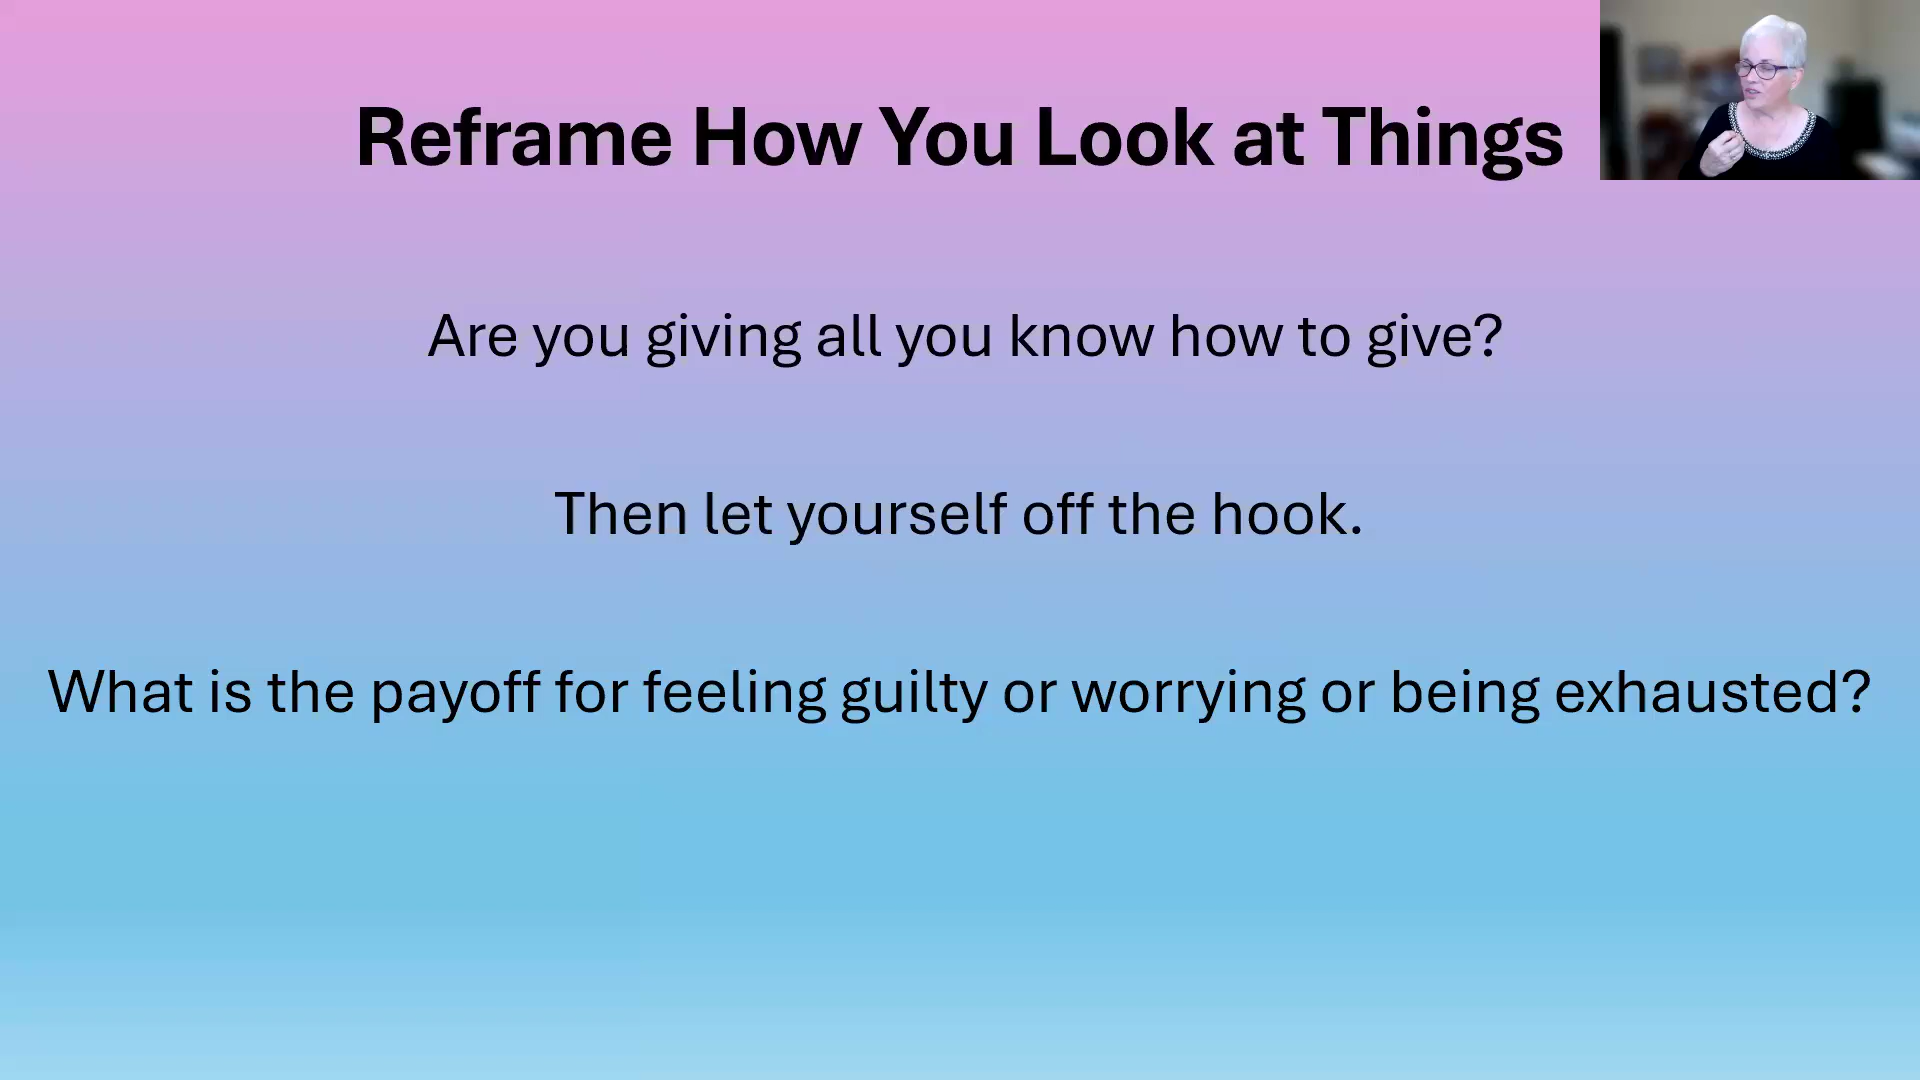 Reframe How You Look at Things
Are you giving all you know how to give?
Then let yourself off the hook.
What is the payoff for feeling guilty or worrying or being exhausted?